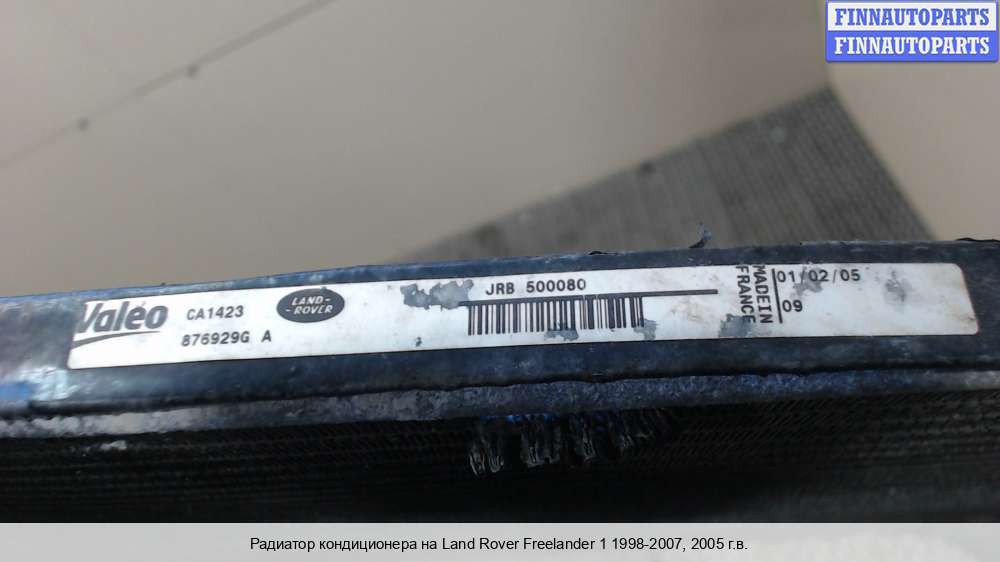 FINNAUTOPARTS
FINNAUTOPARTS
Valeo
CA1423
876929G A
LAND-
-ROVER
JRB 500080
MADE IN
FRANCE
01/02/05
09
Радиатор кондиционера на Land Rover Freelander 1 1998-2007, 2005 г.в.